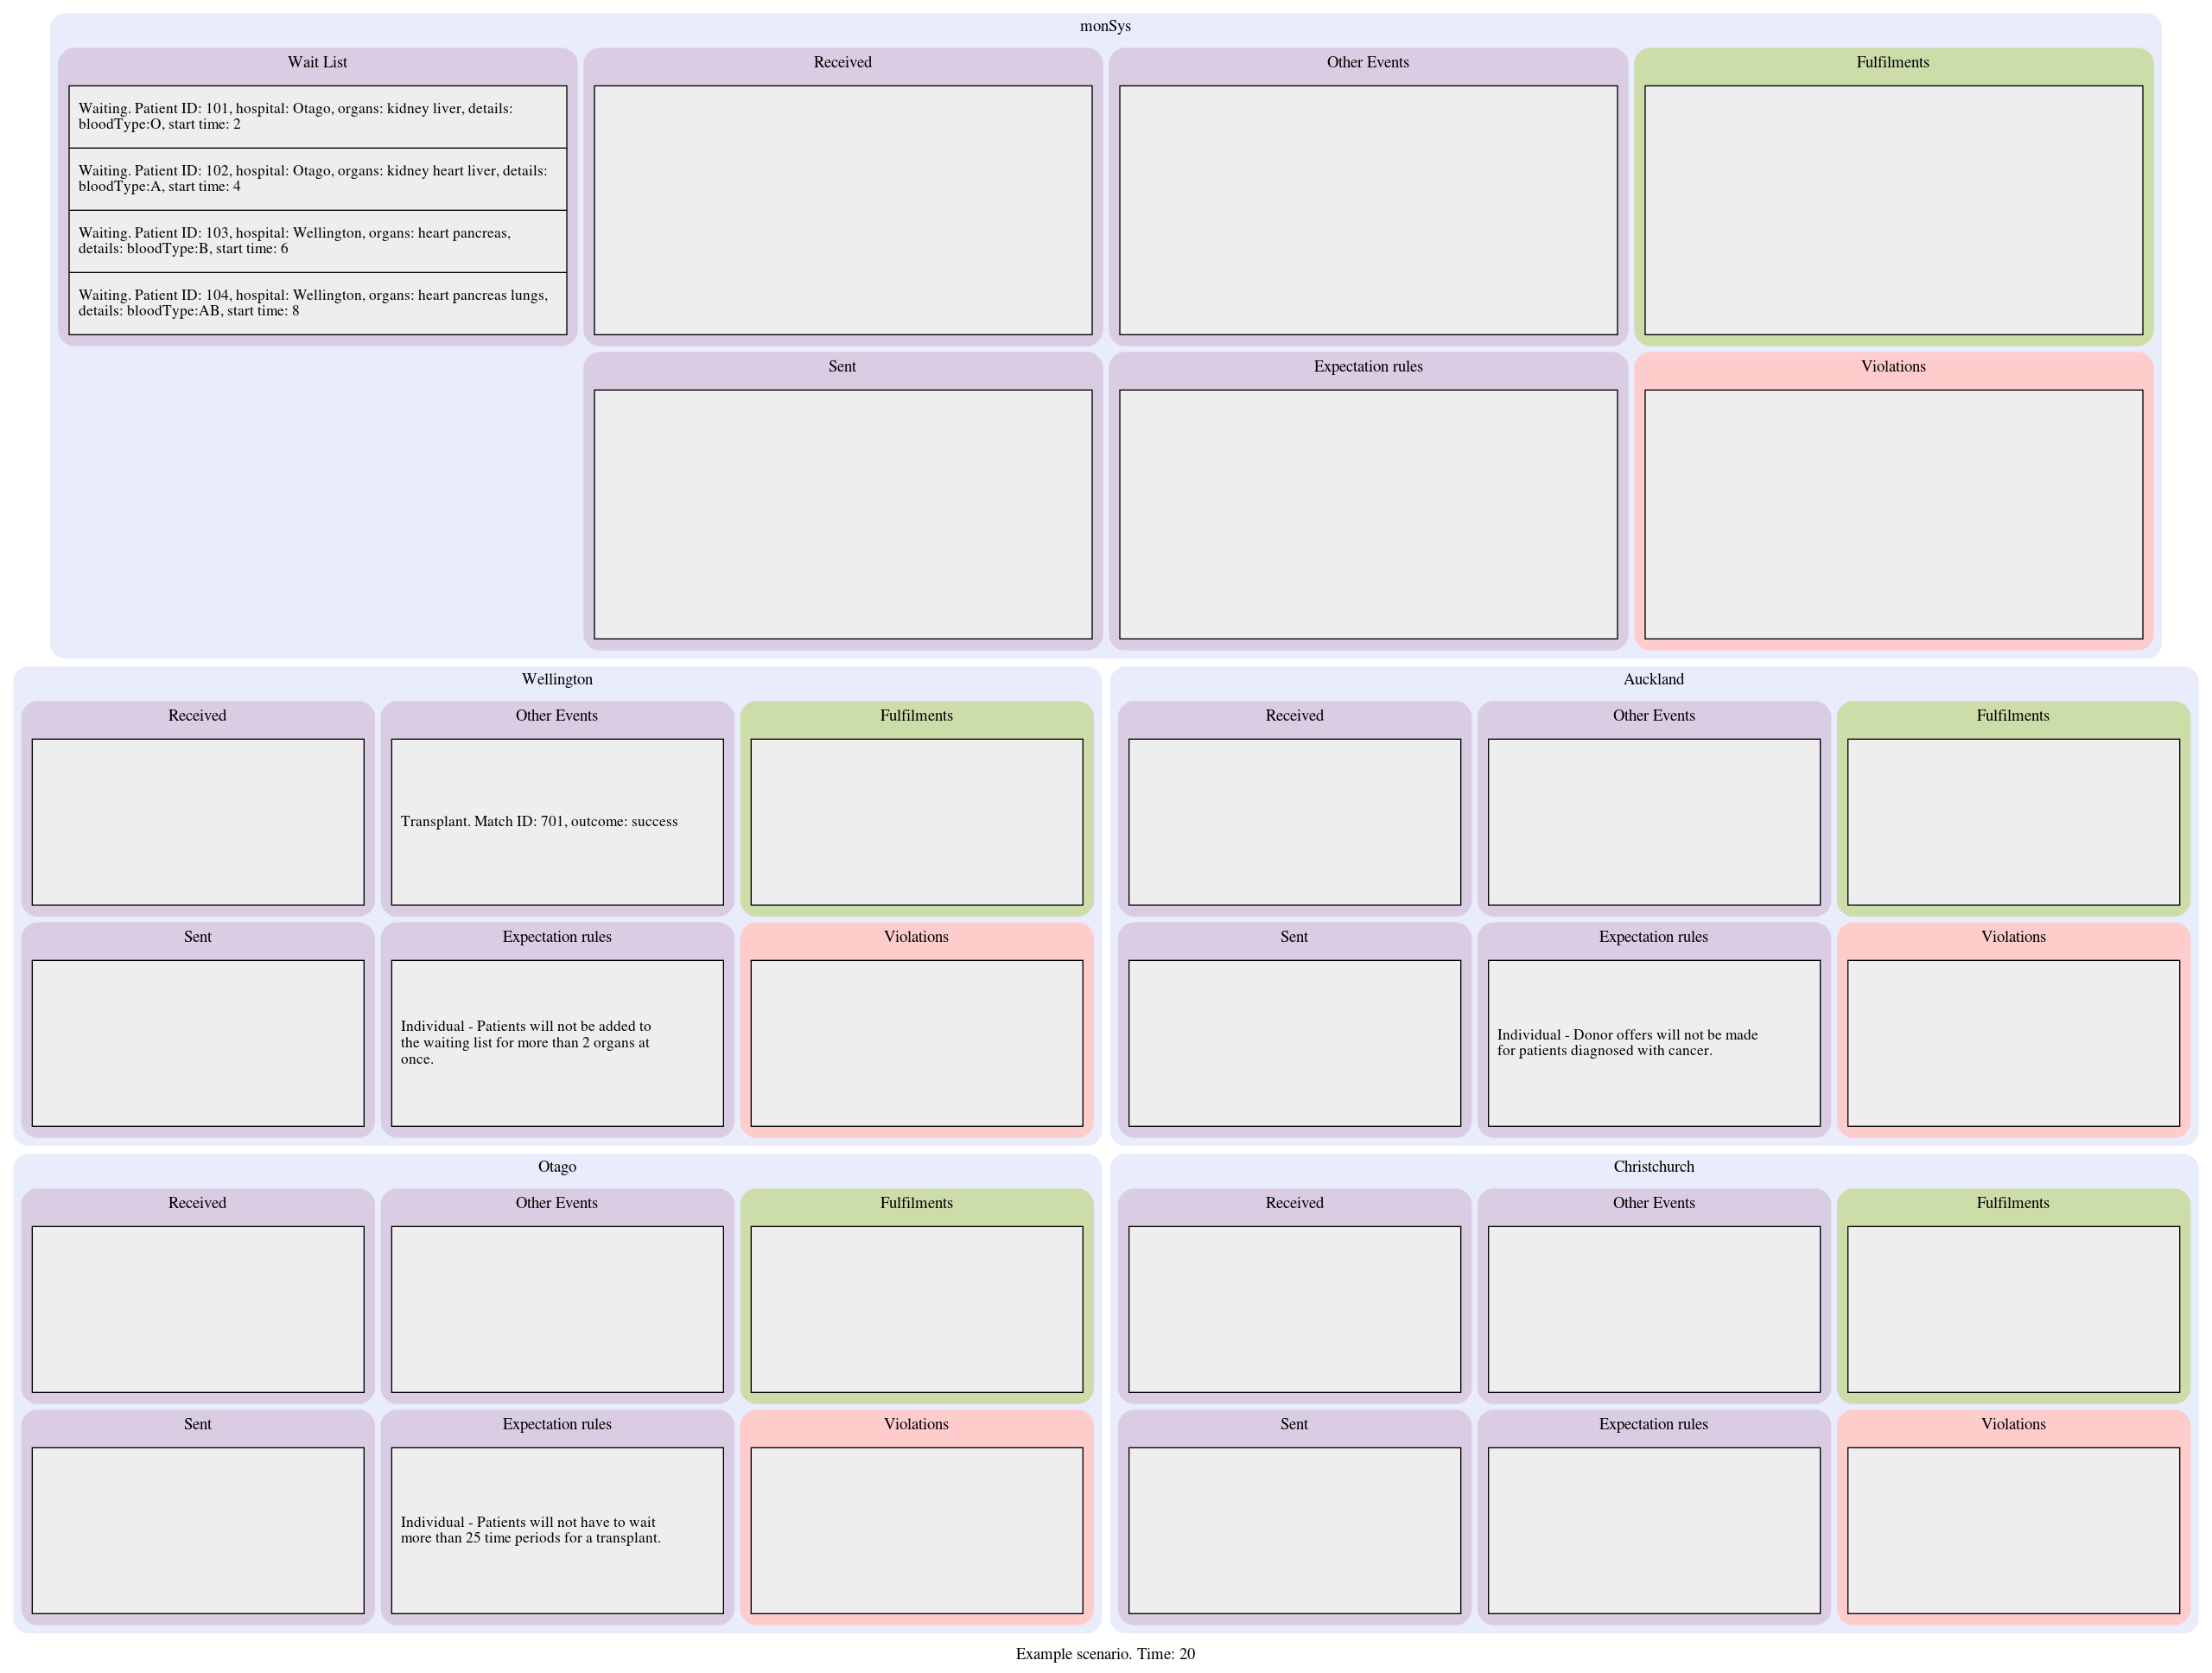 monSys
Wait List
Waiting. Patient ID: 101, hospital: Otago, organs: kidney liver, details:
bloodType:O, start time: 2
Waiting. Patient ID: 102, hospital: Otago, organs: kidney heart liver, details:
bloodType:A, start time: 4
Waiting. Patient ID: 103, hospital: Wellington, organs: heart pancreas,
details: bloodType:B, start time: 6
Waiting. Patient ID: 104, hospital: Wellington, organs: heart pancreas lungs,
details: bloodType:AB, start time: 8
Received
Other Events
Fulfilments
Sent
Expectation rules
Violations
Wellington
Received
Other Events
Transplant. Match ID: 701, outcome: success
Fulfilments
Sent
Expectation rules
Individual - Patients will not be added to
the waiting list for more than 2 organs at
once.
Violations
Auckland
Received
Other Events
Fulfilments
Sent
Expectation rules
Individual - Donor offers will not be made
for patients diagnosed with cancer.
Violations
Otago
Received
Other Events
Fulfilments
Sent
Expectation rules
Individual - Patients will not have to wait
more than 25 time periods for a transplant.
Violations
Christchurch
Received
Other Events
Fulfilments
Sent
Expectation rules
Violations
Example scenario. Time: 20